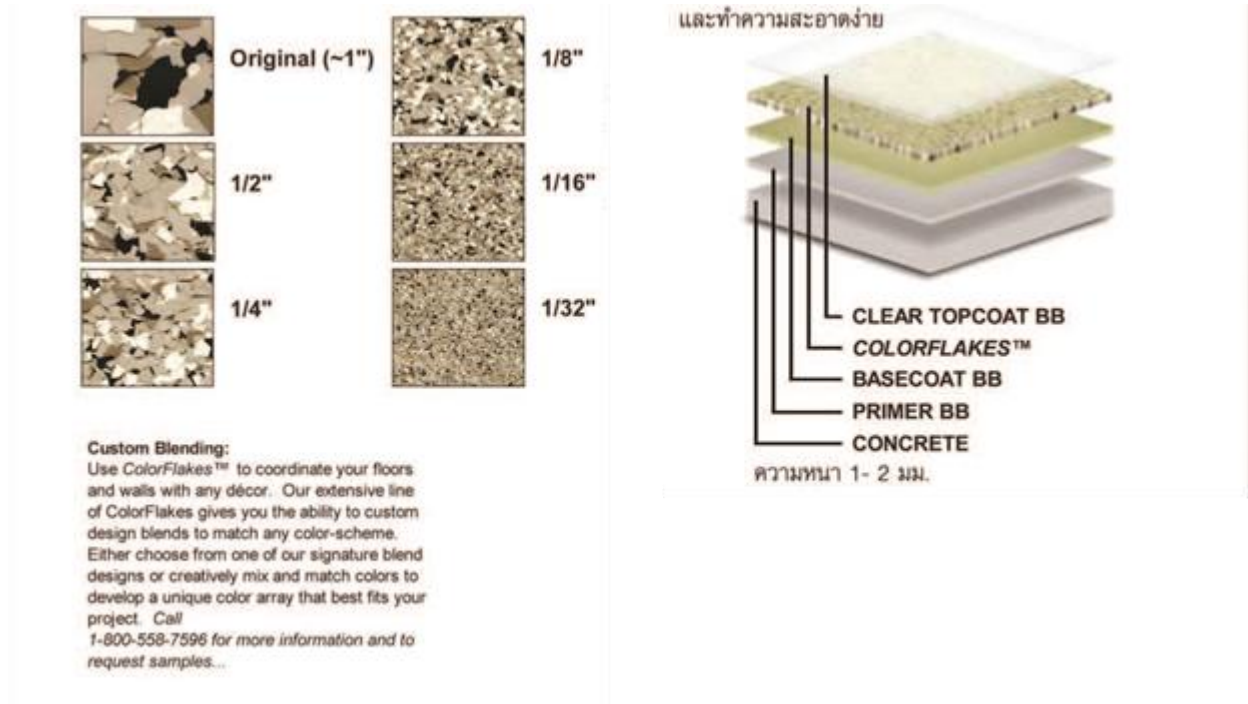 Original (~1")
1/2"
1/4"
1/8"
1/16"
1/32"
Custom Blending:
Use ColorFlakes™ to coordinate your floors
and walls with any décor. Our extensive line
of ColorFlakes gives you the ability to custom
design blends to match any color-scheme.
Either choose from one of our signature blend
designs or creatively mix and match colors to
develop a unique color array that best fits your
project. Call
1-800-558-7596 for more information and to
request samples...
และทำความสะอาดง่าย
CLEAR TOPCOAT BB
COLORFLAKES™
BASECOAT BB
PRIMER BB
CONCRETE
ความหนา 1- 2 มม.